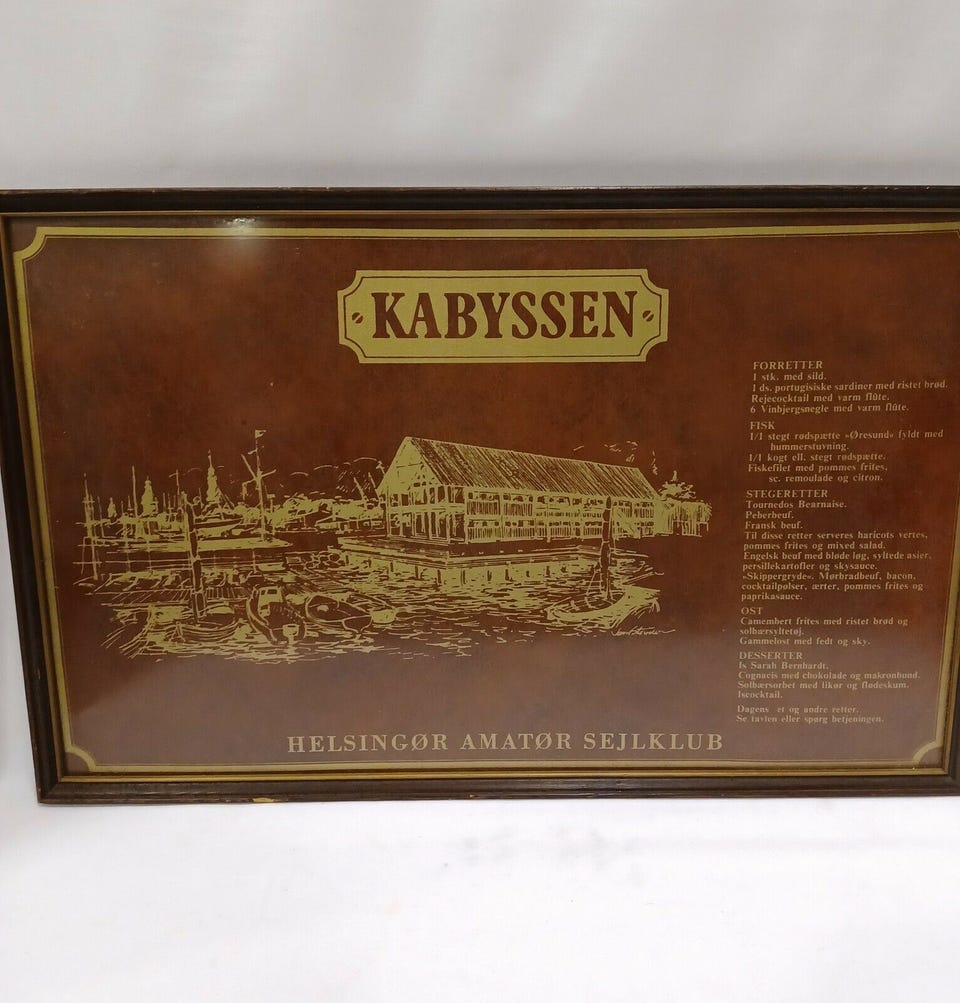 KABYSSEN
FORRETTER
1 stk. med sild.
1 ds. portugisiske sardiner med ristet brød.
Rejecocktail med varm flûte.
6 Vinbjergsnegle med varm flûte.
FISK
1/1 stegt rødspætte »Øresund« fyldt med
hummerstuvning.
1/1 kogt ell. stegt rødspætte.
Fiskefilet med pommes frites,
sc. remoulade og citron.
STEGERETTER
Tournedos Bearnaise.
Peberbeuf.
Fransk beuf.
Til disse retter serveres haricots vertes,
pommes frites og mixed salad.
Engelsk beuf med bløde løg, syltede asier,
persillekartofler og skysauce.
»Skippergryde«. Mørbradbeuf, bacon,
cocktailpølser, ærter, pommes frites og
paprikasauce.
OST
Camembert frites med ristet brød og
solbærsyltetøj.
Gammelost med fedt og sky.
DESSERTER
Is Sarah Bernhardt.
Cognacis med chokolade og makronbund.
Solbærsorbet med likør og flødeskum.
Iscocktail.
Dagens et og andre retter.
Se tavlen eller spørg betjeningen.
HELSINGØR AMATØR SEJLKLUB